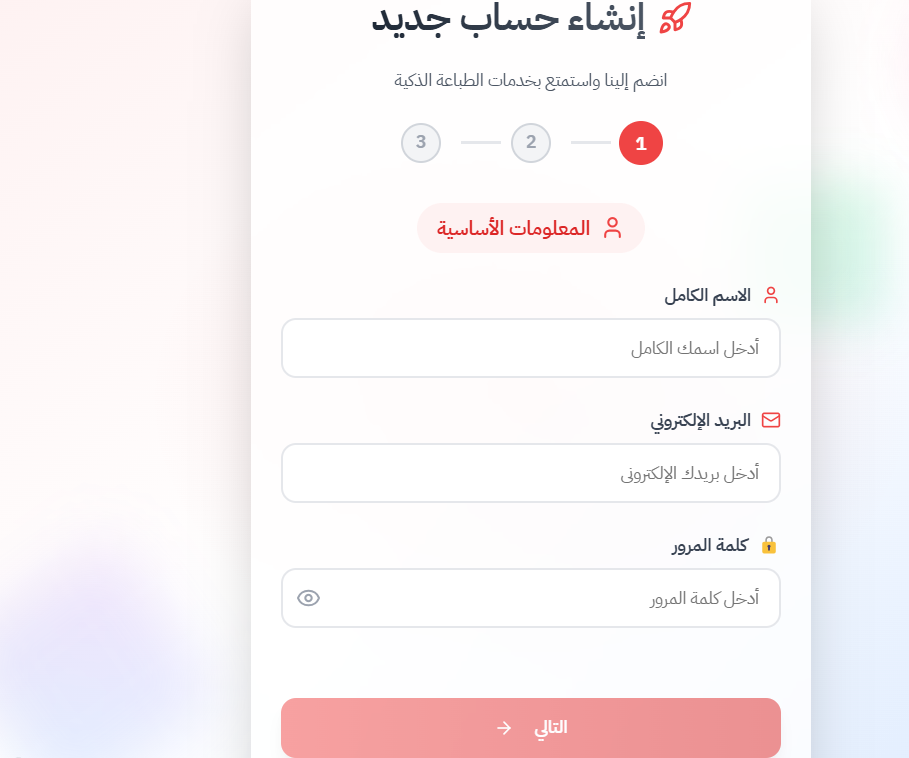 إنشاء حساب جديد
انضم إلينا واستمتع بخدمات الطباعة الذكية
1 2 3
المعلومات الأساسية
الاسم الكامل
أدخل اسمك الكامل
البريد الإلكتروني
أدخل بريدك الإلكتروني
كلمة المرور
أدخل كلمة المرور
التالي